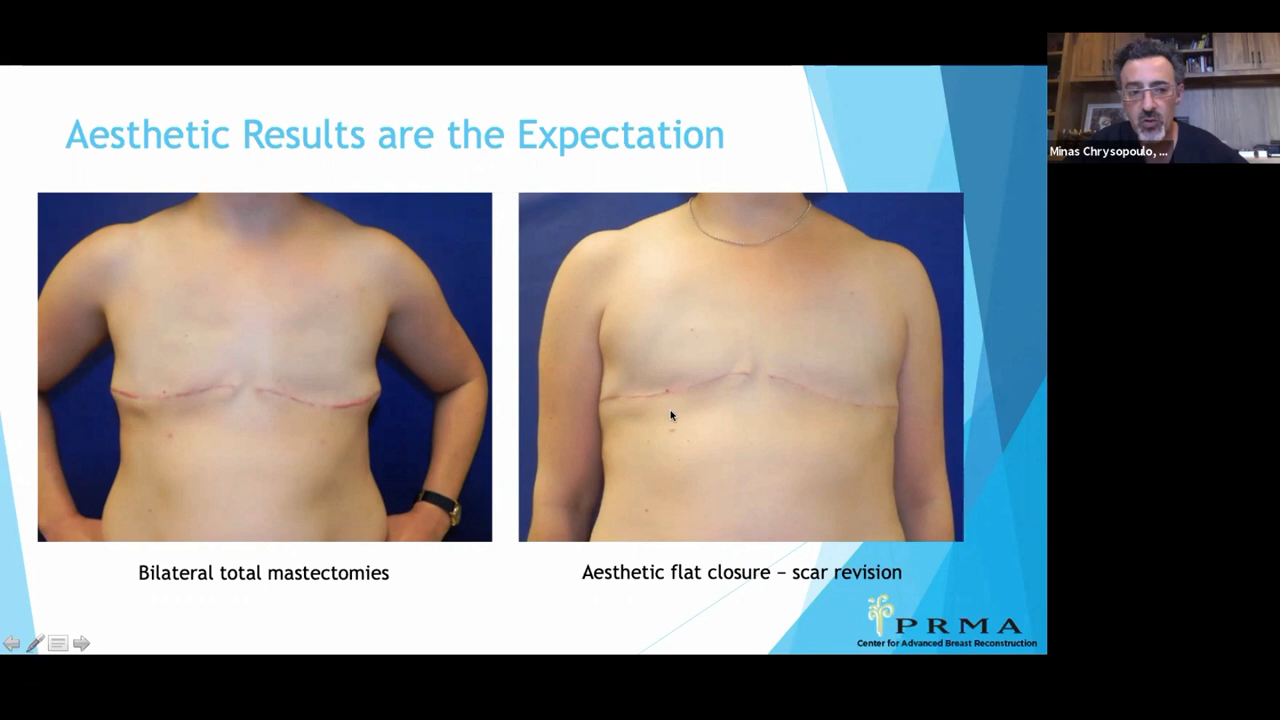 Aesthetic Results are the Expectation
Minas Chrysopoulo, ...
Bilateral total mastectomies
Aesthetic flat closure – scar revision
PRMA
Center for Advanced Breast Reconstruction